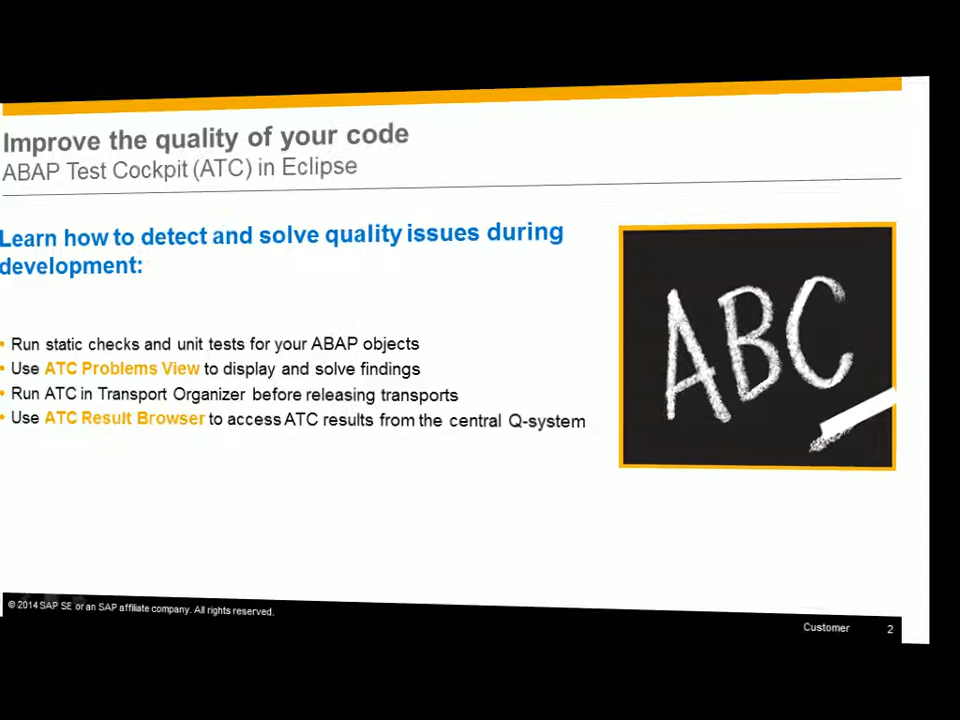 Improve the quality of your code
ABAP Test Cockpit (ATC) in Eclipse
Learn how to detect and solve quality issues during
development:
• Run static checks and unit tests for your ABAP objects
• Use ATC Problems View to display and solve findings
• Run ATC in Transport Organizer before releasing transports
• Use ATC Result Browser to access ATC results from the central Q-system
ABC
© 2014 SAP SE or an SAP affiliate company. All rights reserved.
Customer 2